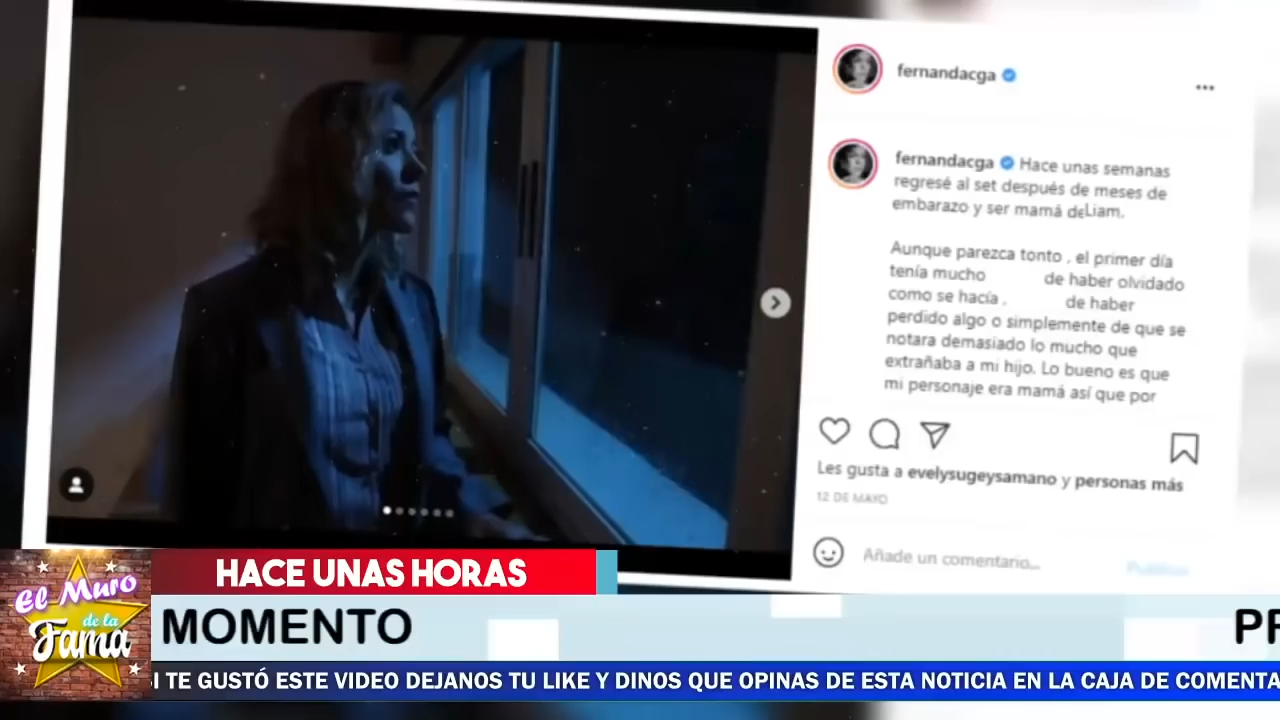 fernandacga
fernandacga Hace unas semanas
regresé al set después de meses de
embarazo y ser mamá deLiam.
Aunque parezca tonto , el primer día
tenía mucho de haber olvidado
como se hacía , de haber
perdido algo o simplemente de que se
notara demasiado lo mucho que
extrañaba a mi hijo. Lo bueno es que
mi personaje era mamá así que por
Les gusta a evelysugeysamano y personas más
12 DE MAYO
Añade un comentario...
Publicar
HACE UNAS HORAS
MOMENTO
PR
El Muro
de la
Fama
SI TE GUSTÓ ESTE VIDEO DEJANOS TU LIKE Y DINOS QUE OPINAS DE ESTA NOTICIA EN LA CAJA DE COMENTA